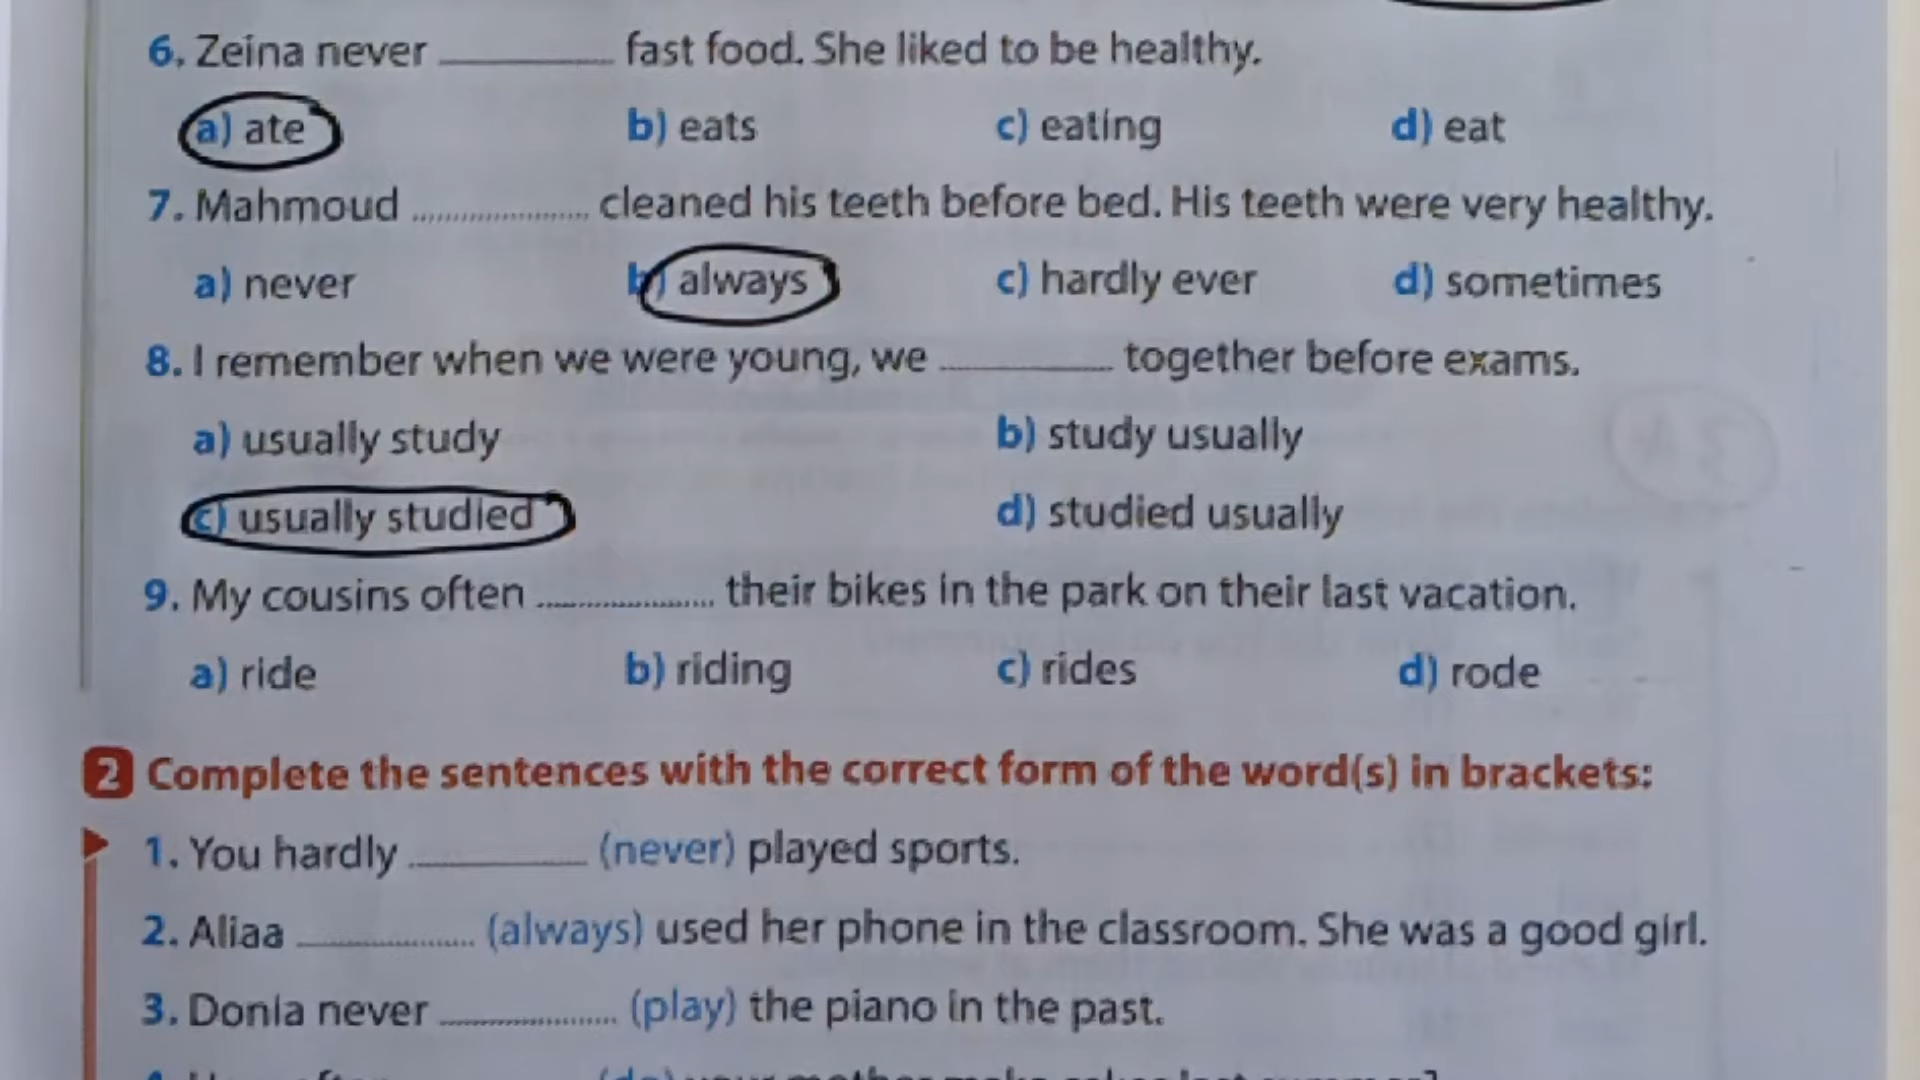 6. Zeina never ............ fast food. She liked to be healthy.
a) ate b) eats c) eating d) eat
7. Mahmoud ............ cleaned his teeth before bed. His teeth were very healthy.
a) never b) always c) hardly ever d) sometimes
8. I remember when we were young, we ............ together before exams.
a) usually study b) study usually
c) usually studied d) studied usually
9. My cousins often ............ their bikes in the park on their last vacation.
a) ride b) riding c) rides d) rode
2 Complete the sentences with the correct form of the word(s) in brackets:
1. You hardly ............ (never) played sports.
2. Aliaa ............ (always) used her phone in the classroom. She was a good girl.
3. Donia never ............ (play) the piano in the past.